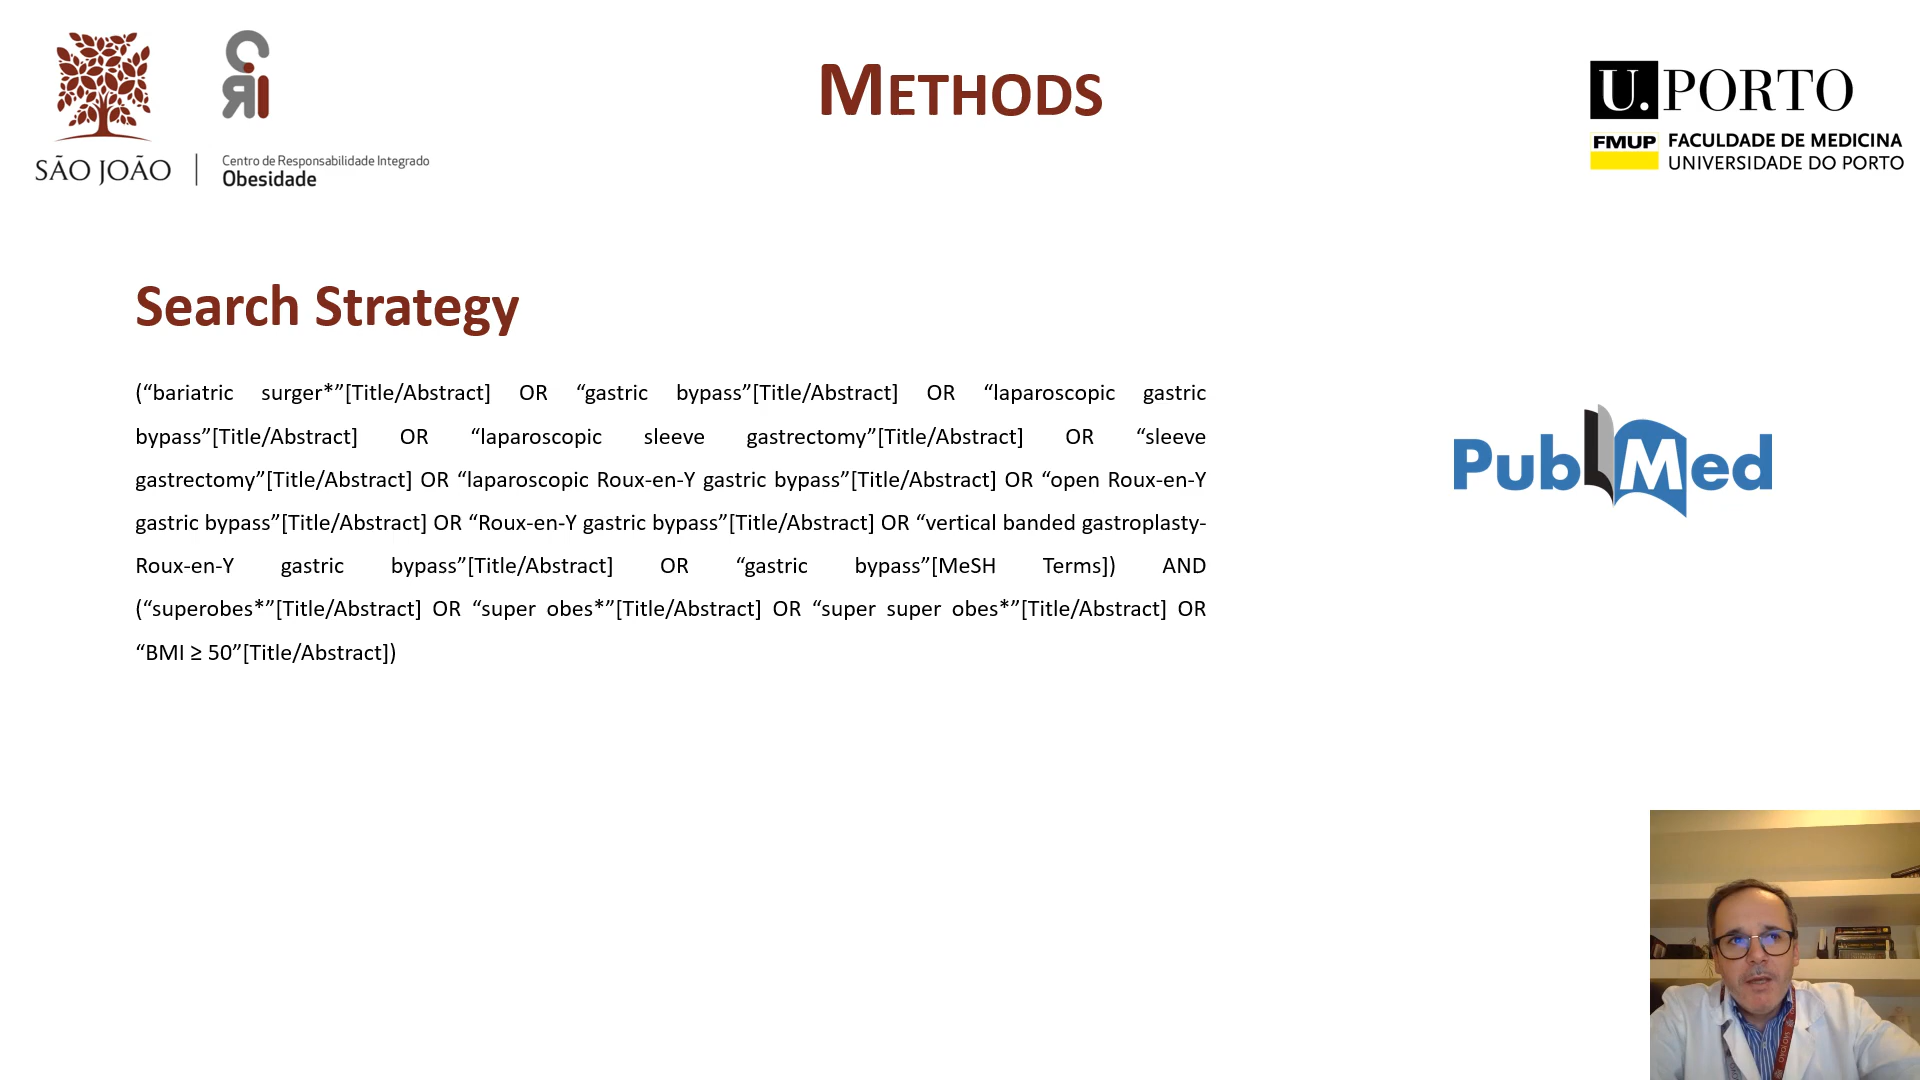 SÃO JOÃO
CRI
Centro de Responsabilidade Integrado
Obesidade
METHODS
U.PORTO
FMUP FACULDADE DE MEDICINA
UNIVERSIDADE DO PORTO
Search Strategy
(“bariatric surger*”[Title/Abstract] OR “gastric bypass”[Title/Abstract] OR “laparoscopic gastric
bypass”[Title/Abstract] OR “laparoscopic sleeve gastrectomy”[Title/Abstract] OR “sleeve
gastrectomy”[Title/Abstract] OR “laparoscopic Roux-en-Y gastric bypass”[Title/Abstract] OR “open Roux-en-Y
gastric bypass”[Title/Abstract] OR “Roux-en-Y gastric bypass”[Title/Abstract] OR “vertical banded gastroplasty-
Roux-en-Y gastric bypass”[Title/Abstract] OR “gastric bypass”[MeSH Terms]) AND
(“superobes*”[Title/Abstract] OR “super obes*”[Title/Abstract] OR “super super obes*”[Title/Abstract] OR
“BMI ≥ 50”[Title/Abstract])
PubMed